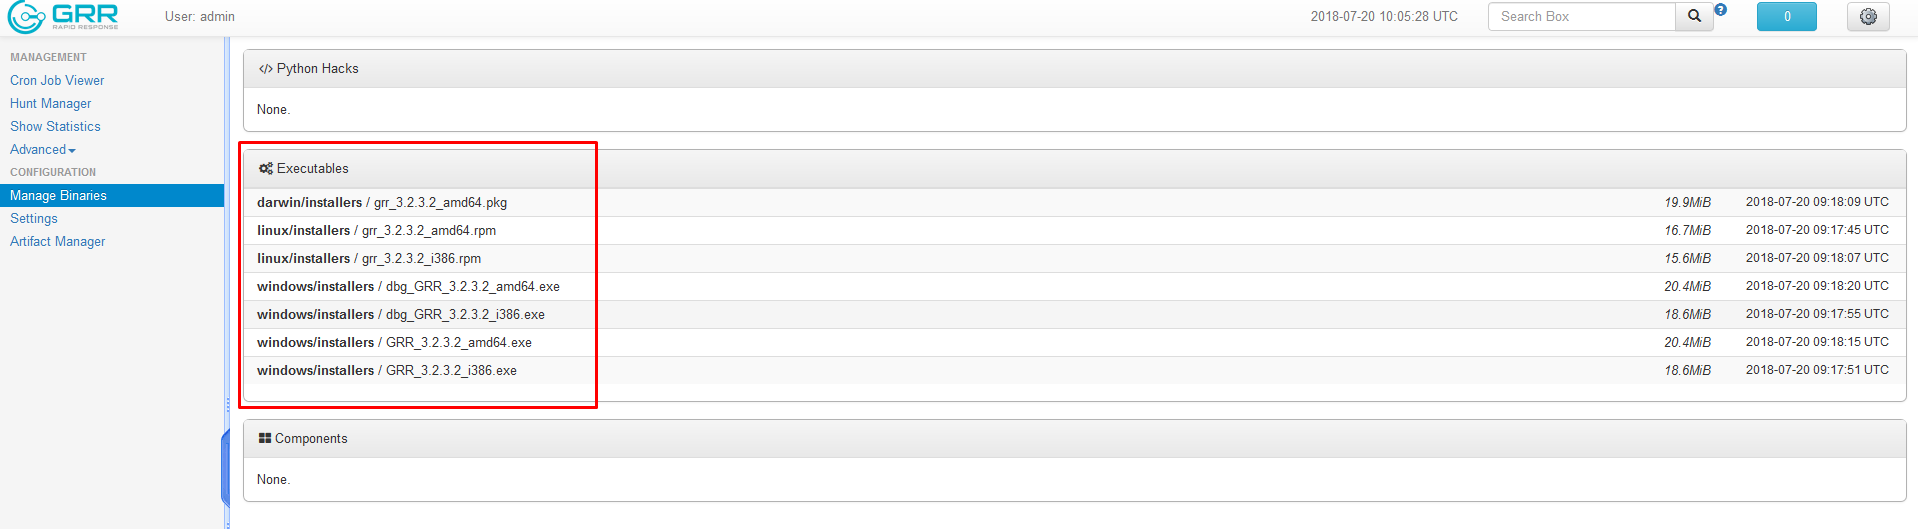 GRR
RAPID RESPONSE
User: admin
2018-07-20 10:05:28 UTC
Search Box
?
0
MANAGEMENT
Cron Job Viewer
Hunt Manager
Show Statistics
Advanced
CONFIGURATION
Manage Binaries
Settings
Artifact Manager
</> Python Hacks
None.
Executables
darwin/installers / grr_3.2.3.2_amd64.pkg 19.9MiB 2018-07-20 09:18:09 UTC
linux/installers / grr_3.2.3.2_amd64.rpm 16.7MiB 2018-07-20 09:17:45 UTC
linux/installers / grr_3.2.3.2_i386.rpm 15.6MiB 2018-07-20 09:18:07 UTC
windows/installers / dbg_GRR_3.2.3.2_amd64.exe 20.4MiB 2018-07-20 09:18:20 UTC
windows/installers / dbg_GRR_3.2.3.2_i386.exe 18.6MiB 2018-07-20 09:17:55 UTC
windows/installers / GRR_3.2.3.2_amd64.exe 20.4MiB 2018-07-20 09:18:15 UTC
windows/installers / GRR_3.2.3.2_i386.exe 18.6MiB 2018-07-20 09:17:51 UTC
Components
None.